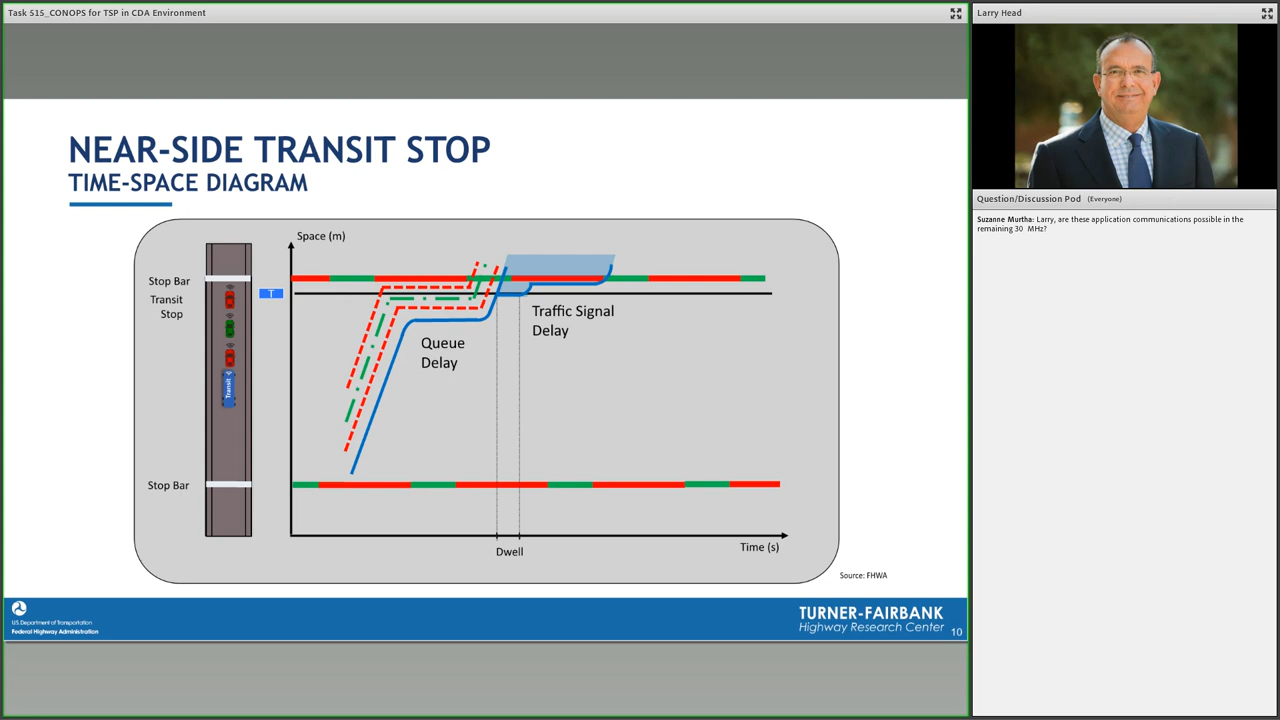 Task 515_CONOPS for TSP in CDA Environment
NEAR-SIDE TRANSIT STOP
TIME-SPACE DIAGRAM
Space (m)
Stop Bar
Transit
Stop
T
Traffic Signal
Delay
Queue
Delay
Transit
Stop Bar
Dwell
Time (s)
Source: FHWA
U.S. Department of Transportation
Federal Highway Administration
TURNER-FAIRBANK
Highway Research Center
10
Larry Head
Question/Discussion Pod (Everyone)
Suzanne Murtha: Larry, are these application communications possible in the
remaining 30 MHz?